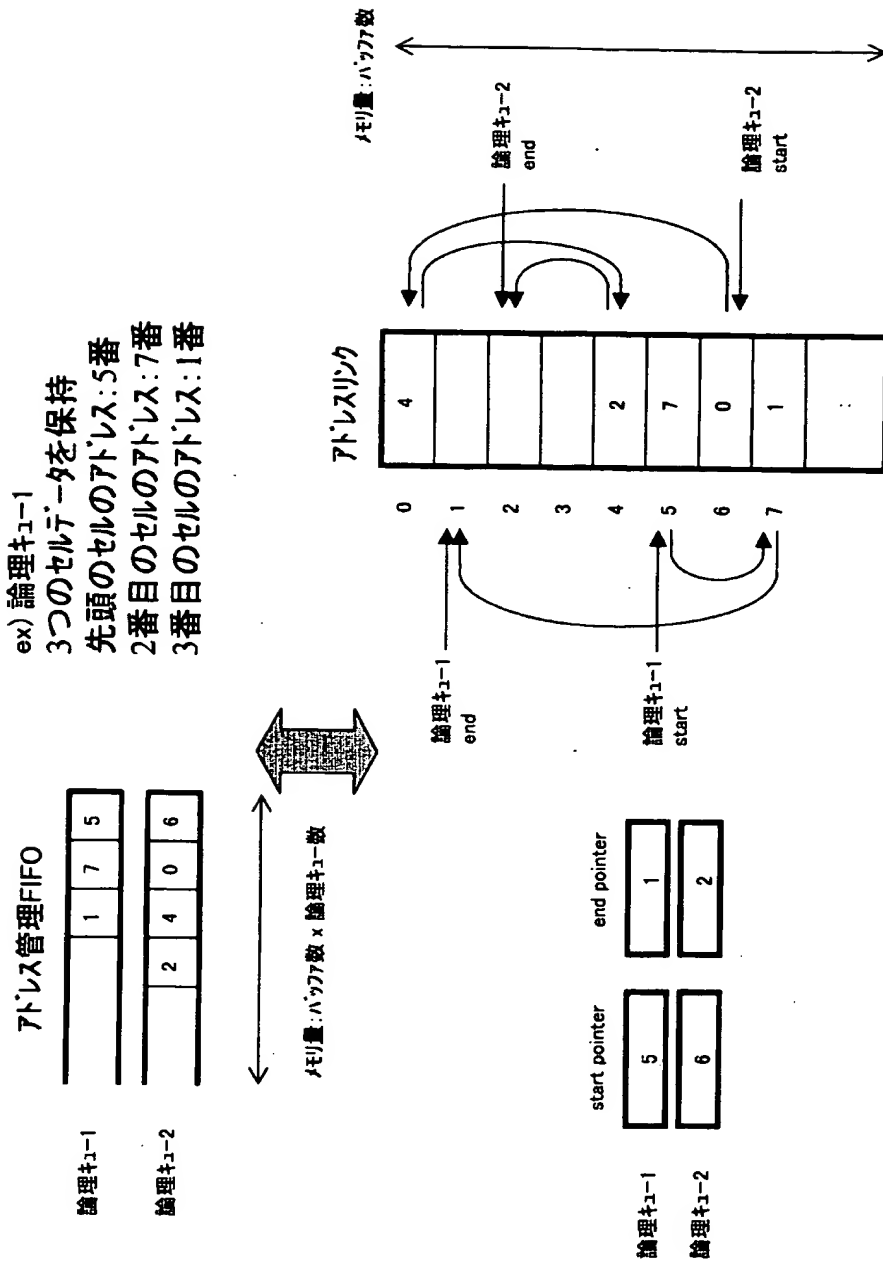 アドレス管理FIFO
論理キュー1
1
7
5
論理キュー2
2
4
0
6
メモリ量:バッファ数 x 論理キュー数
ex) 論理キュー1
3つのセルデータを保持
先頭のセルのアドレス:5番
2番目のセルのアドレス:7番
3番目のセルのアドレス:1番
start pointer
end pointer
論理キュー1
5
1
論理キュー2
6
2
アドレスリンク
メモリ量:バッファ数
0
4
1
2
3
4
2
5
7
6
0
7
1
:
論理キュー1
end
論理キュー1
start
論理キュー2
end
論理キュー2
start